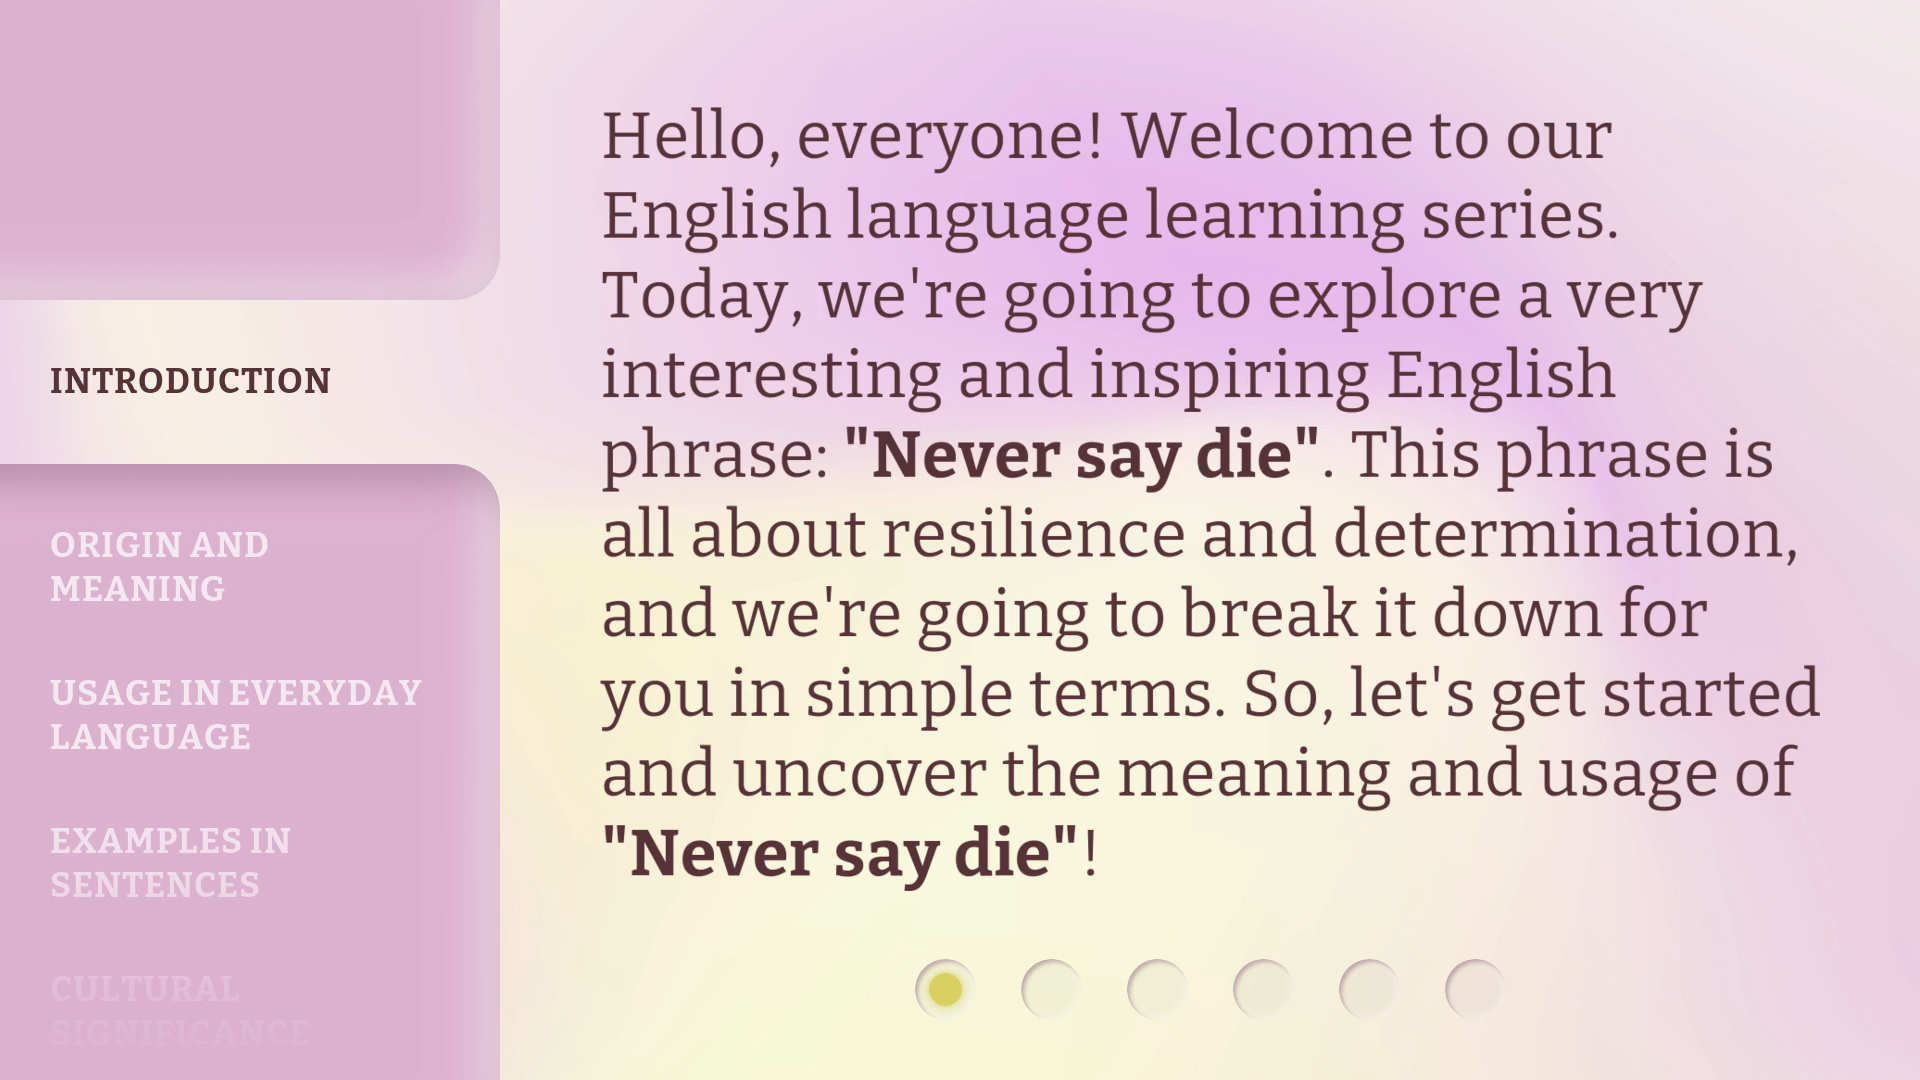 INTRODUCTION
ORIGIN AND
MEANING
USAGE IN EVERYDAY
LANGUAGE
EXAMPLES IN
SENTENCES
CULTURAL
SIGNIFICANCE
Hello, everyone! Welcome to our
English language learning series.
Today, we're going to explore a very
interesting and inspiring English
phrase: "Never say die". This phrase is
all about resilience and determination,
and we're going to break it down for
you in simple terms. So, let's get started
and uncover the meaning and usage of
"Never say die"!